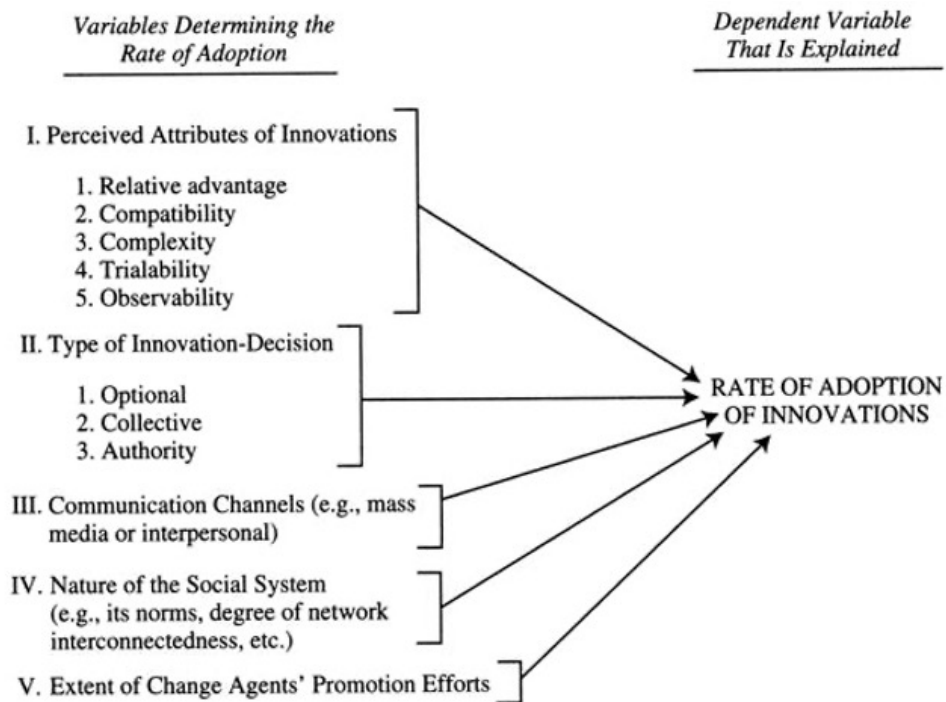 Variables Determining the
Rate of Adoption
Dependent Variable
That Is Explained
I. Perceived Attributes of Innovations
1. Relative advantage
2. Compatibility
3. Complexity
4. Trialability
5. Observability
II. Type of Innovation-Decision
1. Optional
2. Collective
3. Authority
III. Communication Channels (e.g., mass
media or interpersonal)
IV. Nature of the Social System
(e.g., its norms, degree of network
interconnectedness, etc.)
V. Extent of Change Agents’ Promotion Efforts
RATE OF ADOPTION
OF INNOVATIONS